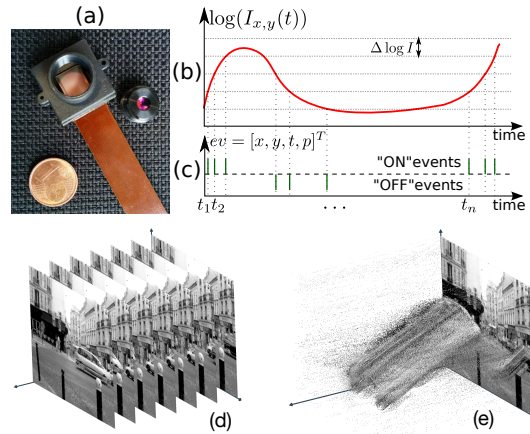 (a)
log(I_{x,y}(t))
Δ log I
(b)
time
ev = [x, y, t, p]^T
(c)
"ON"events
"OFF"events
time
t_1 t_2 ... t_n
(d)
(e)